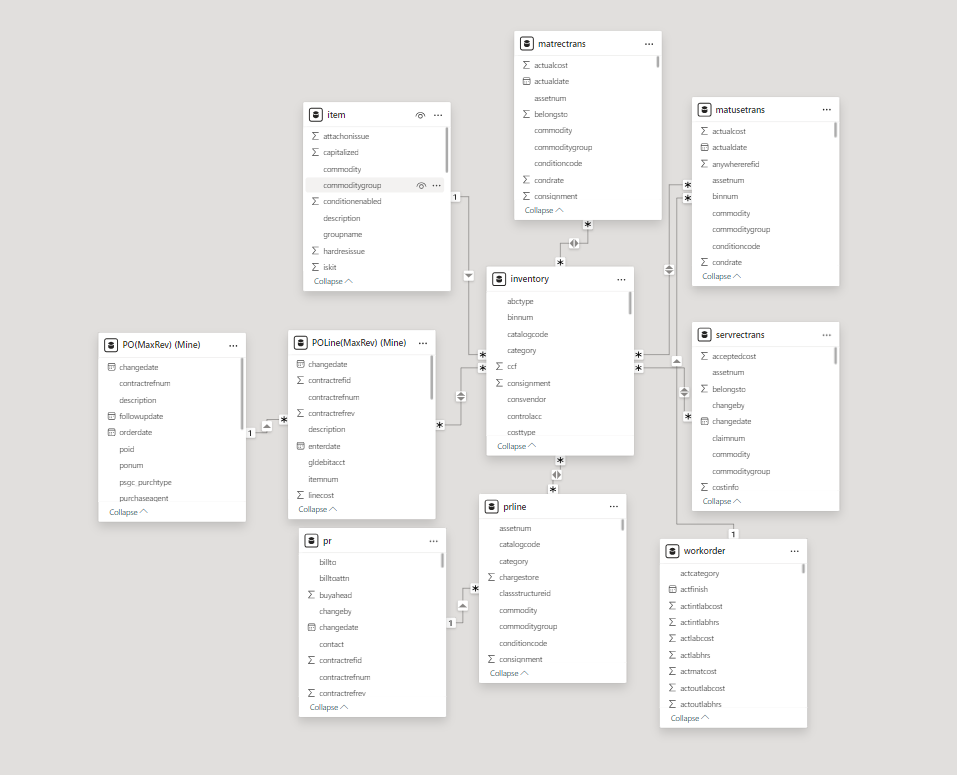 matrectrans
actualcost
actualdate
assetnum
belongsto
commodity
commoditygroup
conditioncode
condrate
consignment
Collapse
matusetrans
actualcost
actualdate
anywhererefid
assetnum
binnum
commodity
commoditygroup
conditioncode
condrate
Collapse
item
attachonissue
capitalized
commodity
commoditygroup
conditionenabled
description
groupname
hardresissue
iskit
Collapse
1
*
*
*
*
inventory
abctype
binnum
catalogcode
category
ccf
consignment
consvendor
controlacc
costtype
Collapse
*
*
*
*
*
servrectrans
acceptedcost
assetnum
belongsto
changeby
changedate
claimnum
commodity
commoditygroup
costinfo
Collapse
*
PO(MaxRev) (Mine)
changedate
contractrefnum
description
followupdate
orderdate
poid
ponum
psgc_purchtype
purchaseagent
Collapse
1
*
POLine(MaxRev) (Mine)
changedate
contractrefid
contractrefnum
contractrefrev
description
enterdate
gldebitacct
itemnum
linecost
Collapse
*
*
prline
assetnum
catalogcode
category
chargestore
classstructureid
commodity
commoditygroup
conditioncode
consignment
Collapse
pr
billto
billtoattn
buyahead
changeby
changedate
contact
contractrefid
contractrefnum
contractrefrev
Collapse
1
*
1
workorder
actcategory
actfinish
actintlabcost
actintlabhrs
actlabcost
actlabhrs
actmatcost
actoutlabcost
actoutlabhrs
Collapse